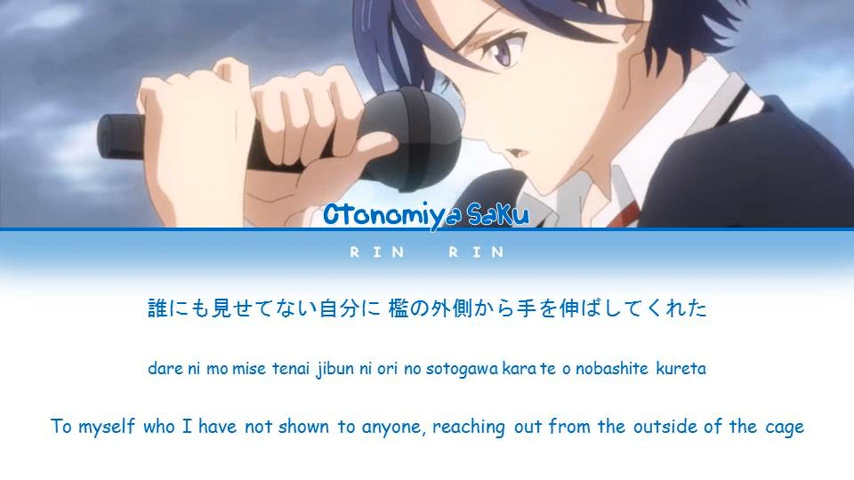 Otonomiya Saku
RIN RIN
誰にも見せてない自分に 檻の外側から手を伸ばしてくれた
dare ni mo mise tenai jibun ni ori no sotogawa kara te o nobashite kureta
To myself who I have not shown to anyone, reaching out from the outside of the cage